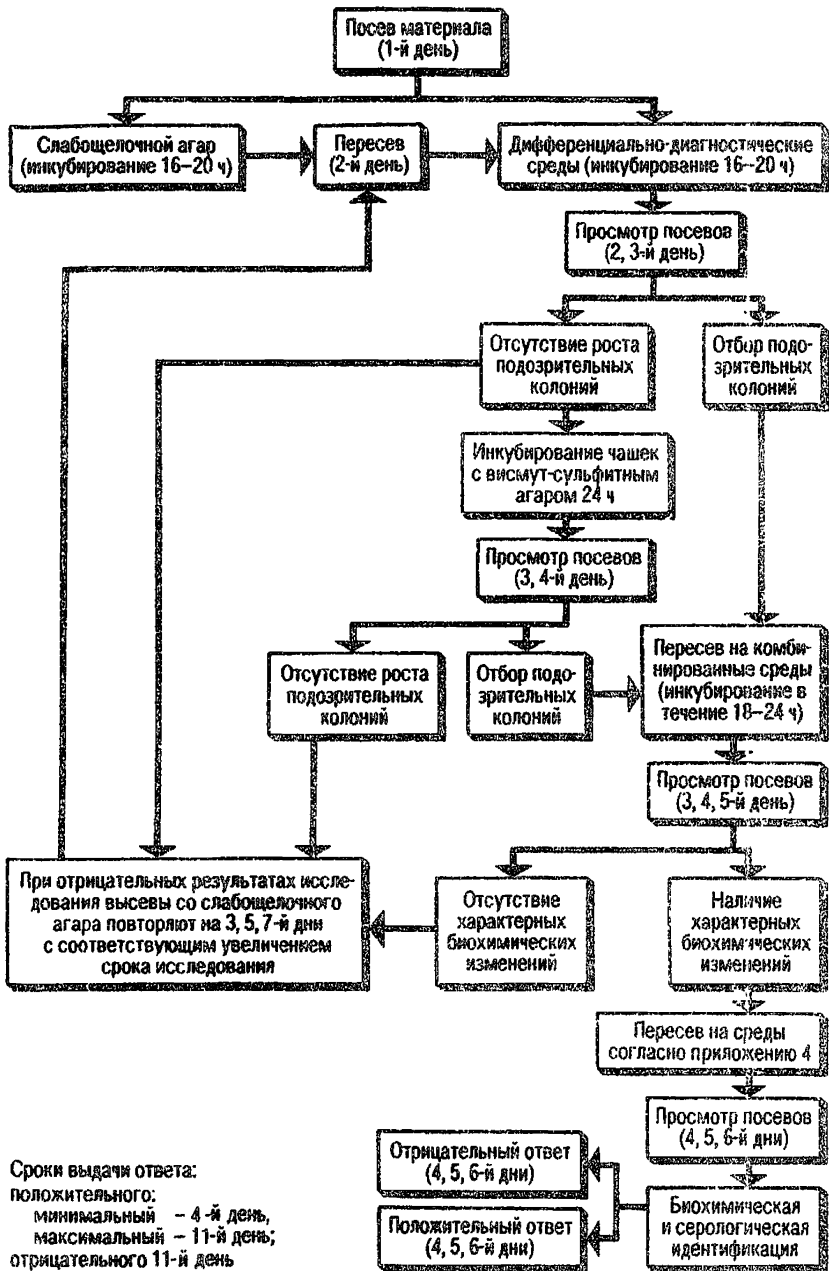 Посев материала
(1-й день)
Слабощелочной агар
(инкубирование 16–20 ч)
Пересев
(2-й день)
Дифференциально-диагностические
среды (инкубирование 16–20 ч)
Просмотр посевов
(2, 3-й день)
Отсутствие роста
подозрительных
колоний
Отбор подо-
зрительных
колоний
Инкубирование чашек
с висмут-сульфитным
агаром 24 ч
Просмотр посевов
(3, 4-й день)
Отсутствие роста
подозрительных
колоний
Отбор подо-
зрительных
колоний
Пересев на комби-
нированные среды
(инкубирование в
течение 18–24 ч)
Просмотр посевов
(3, 4, 5-й день)
При отрицательных результатах иссле-
дования высевы со слабощелочного
агара повторяют на 3, 5, 7-й дни
с соответствующим увеличением
срока исследования
Отсутствие
характерных
биохимических
изменений
Наличие
характерных
биохимических
изменений
Пересев на среды
согласно приложению 4
Просмотр посевов
(4, 5, 6-й дни)
Отрицательный ответ
(4, 5, 6-й дни)
Положительный ответ
(4, 5, 6-й дни)
Биохимическая
и серологическая
идентификация
Сроки выдачи ответа:
положительного:
минимальный – 4-й день,
максимальный – 11-й день;
отрицательного 11-й день